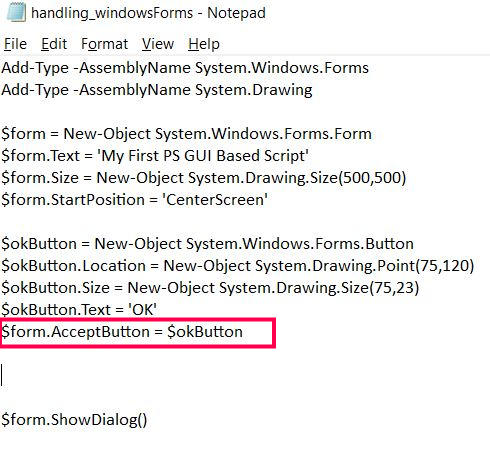 handling_windowsForms - Notepad
File Edit Format View Help
Add-Type -AssemblyName System.Windows.Forms
Add-Type -AssemblyName System.Drawing
$form = New-Object System.Windows.Forms.Form
$form.Text = 'My First PS GUI Based Script'
$form.Size = New-Object System.Drawing.Size(500,500)
$form.StartPosition = 'CenterScreen'
$okButton = New-Object System.Windows.Forms.Button
$okButton.Location = New-Object System.Drawing.Point(75,120)
$okButton.Size = New-Object System.Drawing.Size(75,23)
$okButton.Text = 'OK'
$form.AcceptButton = $okButton
$form.ShowDialog()